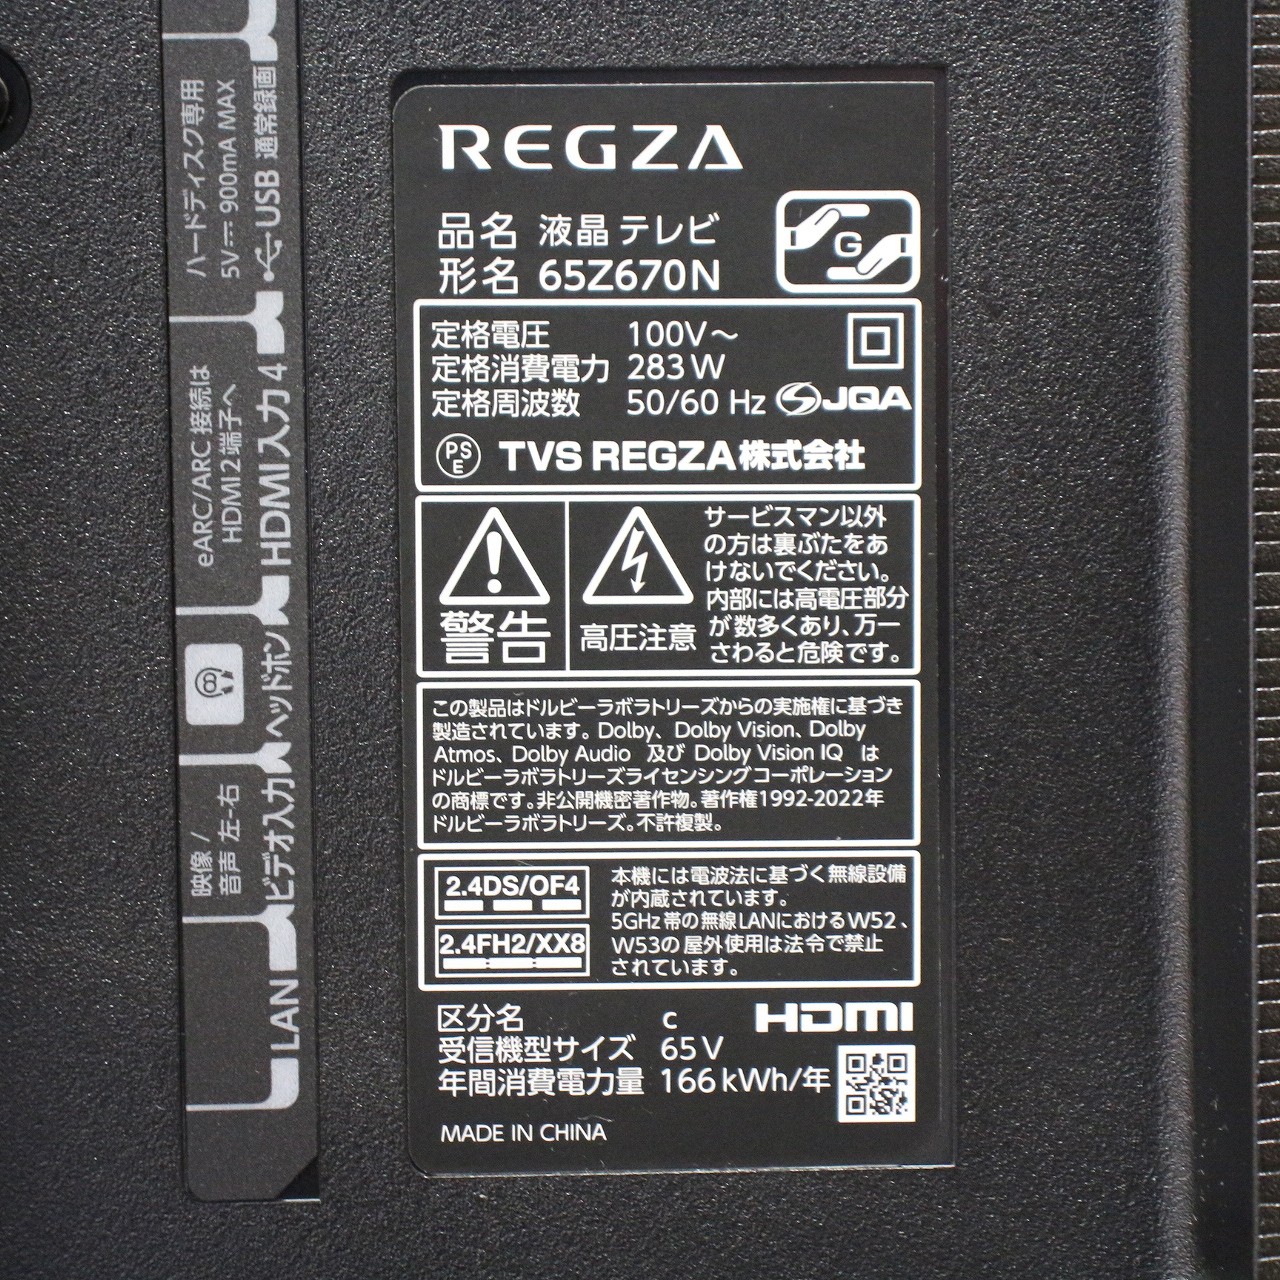 ハードディスク専用
5V⎓900mA MAX
USB 通常録画
eARC/ARC 接続は
HDMI2端子へ
HDMI入力4
ヘッドホン
映像/
音声 左-右
ビデオ入力
LAN
REGZA
品名 液晶テレビ
形名 65Z670N
G
定格電圧 100V～
定格消費電力 283W
定格周波数 50/60 Hz JQA
PSE TVS REGZA株式会社
警告
高圧注意
サービスマン以外
の方は裏ぶたをあ
けないでください。
内部には高電圧部分
が数多くあり、万一
さわると危険です。
この製品はドルビーラボラトリーズからの実施権に基づき
製造されています。Dolby、Dolby Vision、Dolby
Atmos、Dolby Audio 及び Dolby Vision IQ は
ドルビーラボラトリーズライセンシングコーポレーション
の商標です。非公開機密著作物。著作権1992-2022年
ドルビーラボラトリーズ。不許複製。
2.4DS/OF4
2.4FH2/XX8
本機には電波法に基づく無線設備
が内蔵されています。
5GHz帯の無線LANにおけるW52、
W53の屋外使用は法令で禁止
されています。
区分名 c HDMI
受信機型サイズ 65V
年間消費電力量 166kWh/年
MADE IN CHINA